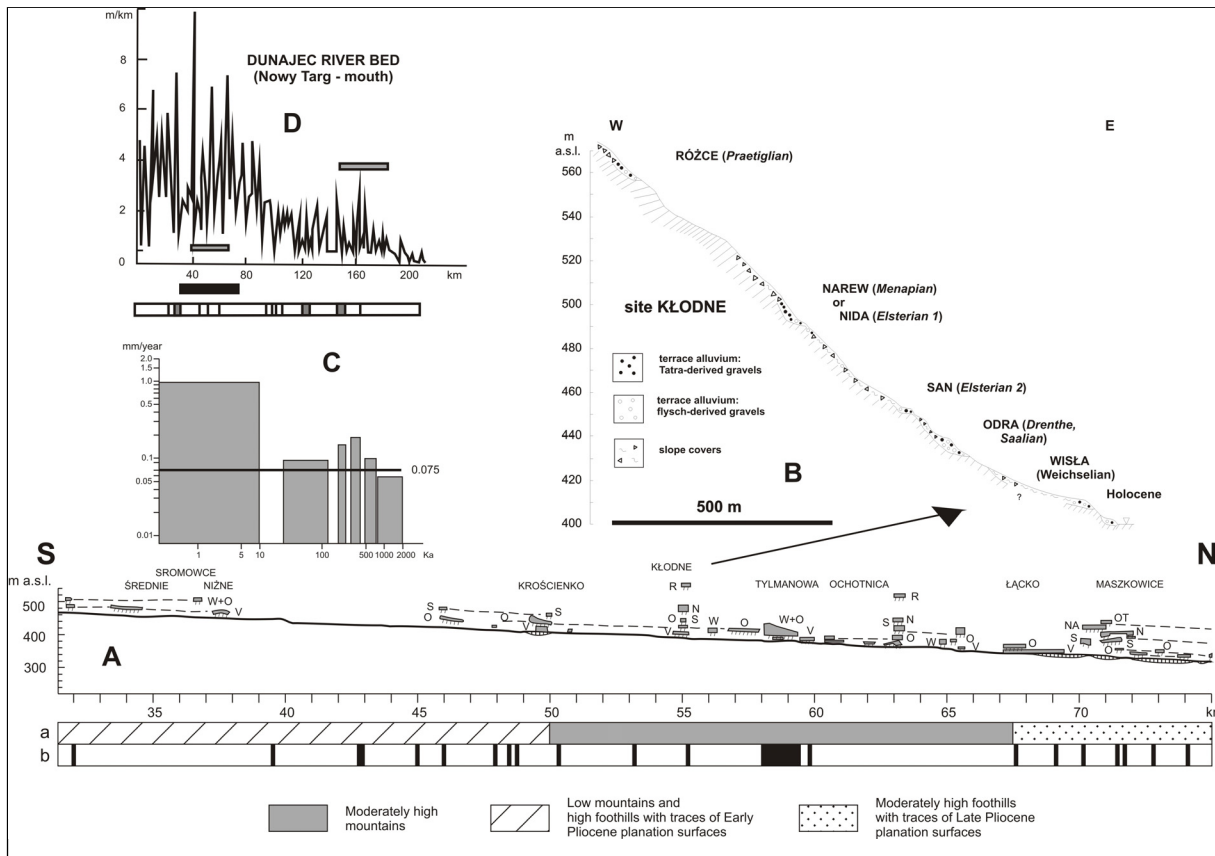 m/km
8
6
4
2
0
40
80
120
160
200
km
DUNAJEC RIVER BED
(Nowy Targ - mouth)
D
W
E
m
a.s.l.
560
540
520
500
480
460
440
420
400
RÓŻCE (Praetiglian)
NAREW (Menapian)
or
NIDA (Elsterian 1)
SAN (Elsterian 2)
ODRA (Drenthe,
Saalian)
WISŁA
(Weichselian)
Holocene
?
site KŁODNE
terrace alluvium:
Tatra-derived gravels
terrace alluvium:
flysch-derived gravels
slope covers
B
500 m
C
mm/year
2.0
1.5
1.0
0.5
0.1
0.05
0.01
0.075
1
5
10
100
500
1000
2000
Ka
S
N
m a.s.l.
500
400
300
A
SROMOWCE
ŚREDNIE
NIŻNE
W+O
V
KROŚCIENKO
S
O
O
S
V
KŁODNE
R
N
O
S
V
W
O
TYLMANOWA
W+O
V
OCHOTNICA
R
N
S
O
O
W
O
V
ŁĄCKO
O
V
MASZKOWICE
OT
NA
N
S
S
O
O
V
35
40
45
50
55
60
65
70
km
a
b
Moderately high
mountains
Low mountains and
high foothills with traces of Early
Pliocene planation surfaces
Moderately high foothills
with traces of Late Pliocene
planation surfaces